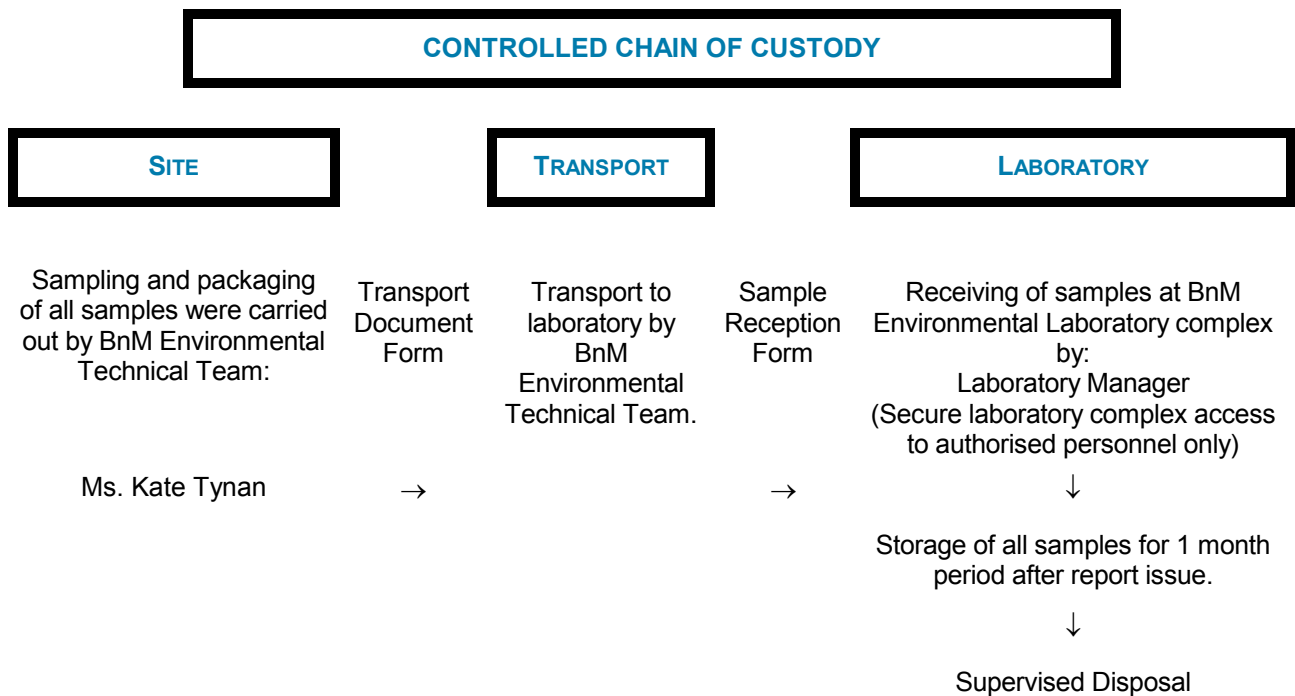 CONTROLLED CHAIN OF CUSTODY
SITE
TRANSPORT
LABORATORY
Sampling and packaging
of all samples were carried
out by BnM Environmental
Technical Team:
Ms. Kate Tynan
→
Transport
Document
Form
Transport to
laboratory by
BnM
Environmental
Technical Team.
→
Sample
Reception
Form
Receiving of samples at BnM
Environmental Laboratory complex
by:
Laboratory Manager
(Secure laboratory complex access
to authorised personnel only)
↓
Storage of all samples for 1 month
period after report issue.
↓
Supervised Disposal